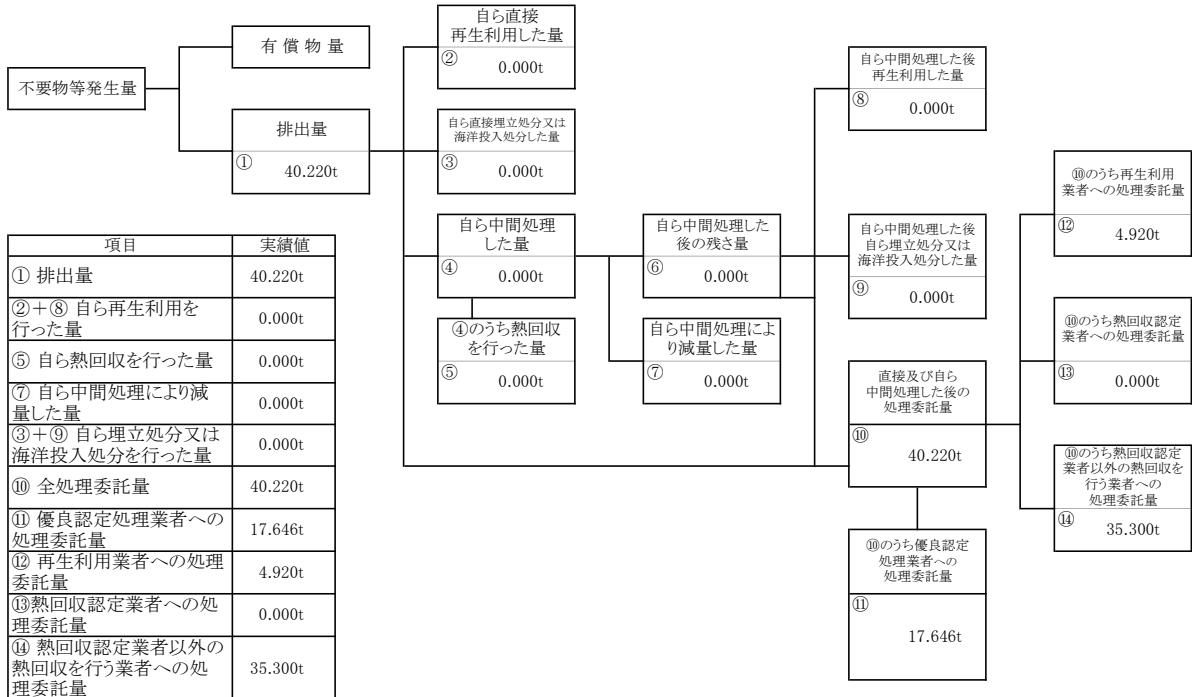 不要物等発生量
有 償 物 量
排出量
① 40.220t
自ら直接
再生利用した量
② 0.000t
自ら直接埋立処分又は
海洋投入処分した量
③ 0.000t
自ら中間処理
した量
④ 0.000t
④のうち熱回収
を行った量
⑤ 0.000t
自ら中間処理した
後の残さ量
⑥ 0.000t
自ら中間処理によ
り減量した量
⑦ 0.000t
自ら中間処理した後
再生利用した量
⑧ 0.000t
自ら中間処理した後
自ら埋立処分又は
海洋投入処分した量
⑨ 0.000t
直接及び自ら
中間処理した後の
処理委託量
⑩ 40.220t
⑩のうち優良認定
処理業者への
処理委託量
⑪ 17.646t
⑩のうち再生利用
業者への処理委託量
⑫ 4.920t
⑩のうち熱回収認定
業者への処理委託量
⑬ 0.000t
⑩のうち熱回収認定
業者以外の熱回収を
行う業者への
処理委託量
⑭ 35.300t
項目 実績値
① 排出量 40.220t
②+⑧ 自ら再生利用を
行った量 0.000t
⑤ 自ら熱回収を行った量 0.000t
⑦ 自ら中間処理により減
量した量 0.000t
③+⑨ 自ら埋立処分又は
海洋投入処分を行った量 0.000t
⑩ 全処理委託量 40.220t
⑪ 優良認定処理業者への
処理委託量 17.646t
⑫ 再生利用業者への処理
委託量 4.920t
⑬熱回収認定業者への処
理委託量 0.000t
⑭ 熱回収認定業者以外の
熱回収を行う業者への処
理委託量 35.300t